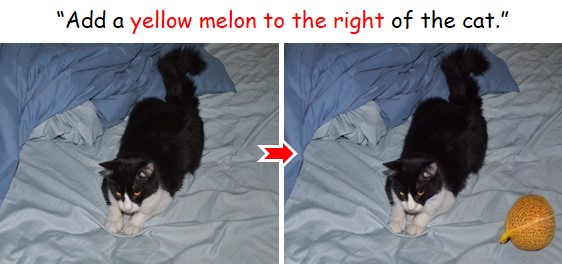 “Add a yellow melon to the right of the cat.”